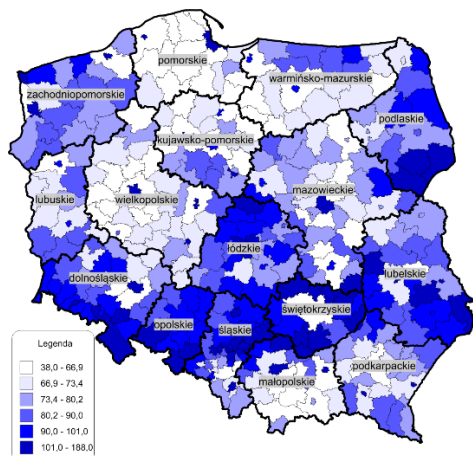 pomorskie
warmińsko-mazurskie
zachodniopomorskie
podlaskie
kujawsko-pomorskie
mazowieckie
lubuskie
wielkopolskie
łódzkie
lubelskie
dolnośląskie
świętokrzyskie
opolskie
śląskie
podkarpackie
małopolskie
Legenda
38,0 - 66,9
66,9 - 73,4
73,4 - 80,2
80,2 - 90,0
90,0 - 101,0
101,0 - 188,0